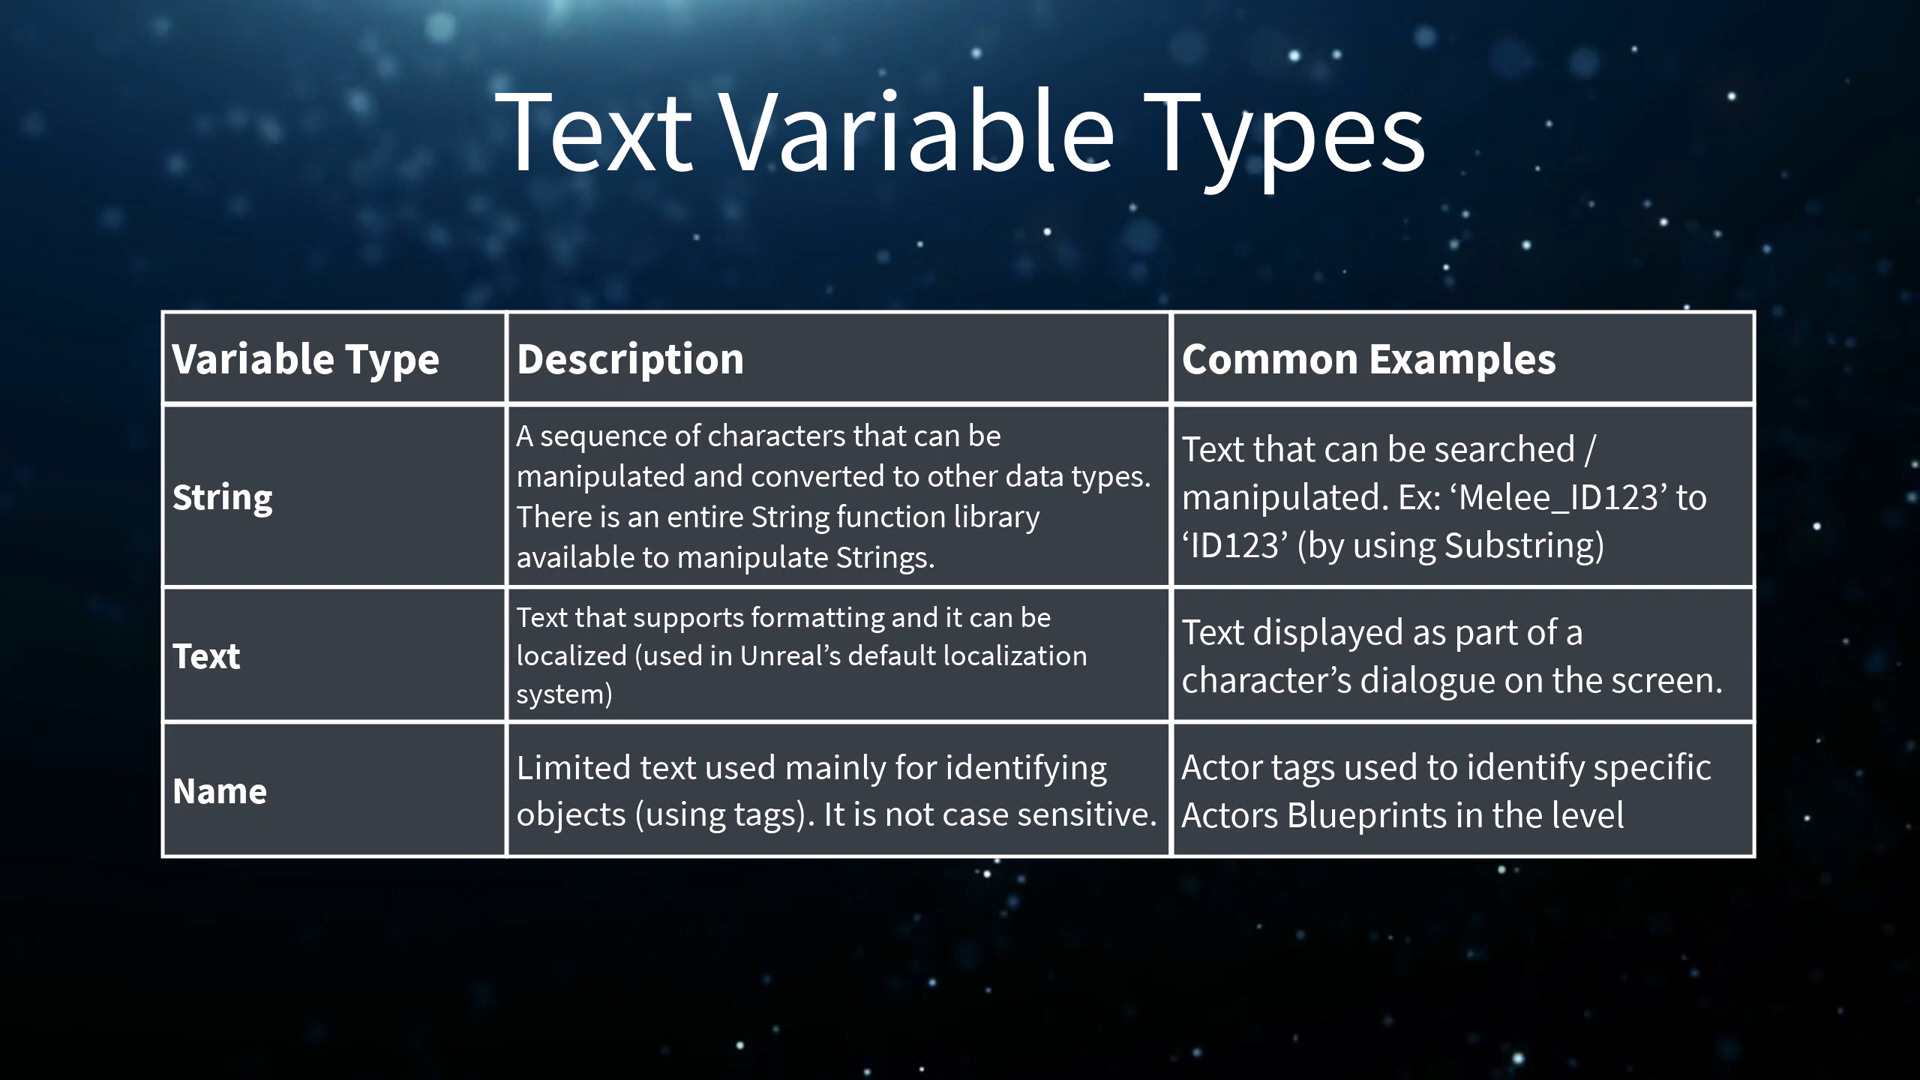 Text Variable Types
Variable Type
Description
Common Examples
String
A sequence of characters that can be
manipulated and converted to other data types.
There is an entire String function library
available to manipulate Strings.
Text that can be searched /
manipulated. Ex: ‘Melee_ID123’ to
‘ID123’ (by using Substring)
Text
Text that supports formatting and it can be
localized (used in Unreal’s default localization
system)
Text displayed as part of a
character’s dialogue on the screen.
Name
Limited text used mainly for identifying
objects (using tags). It is not case sensitive.
Actor tags used to identify specific
Actors Blueprints in the level